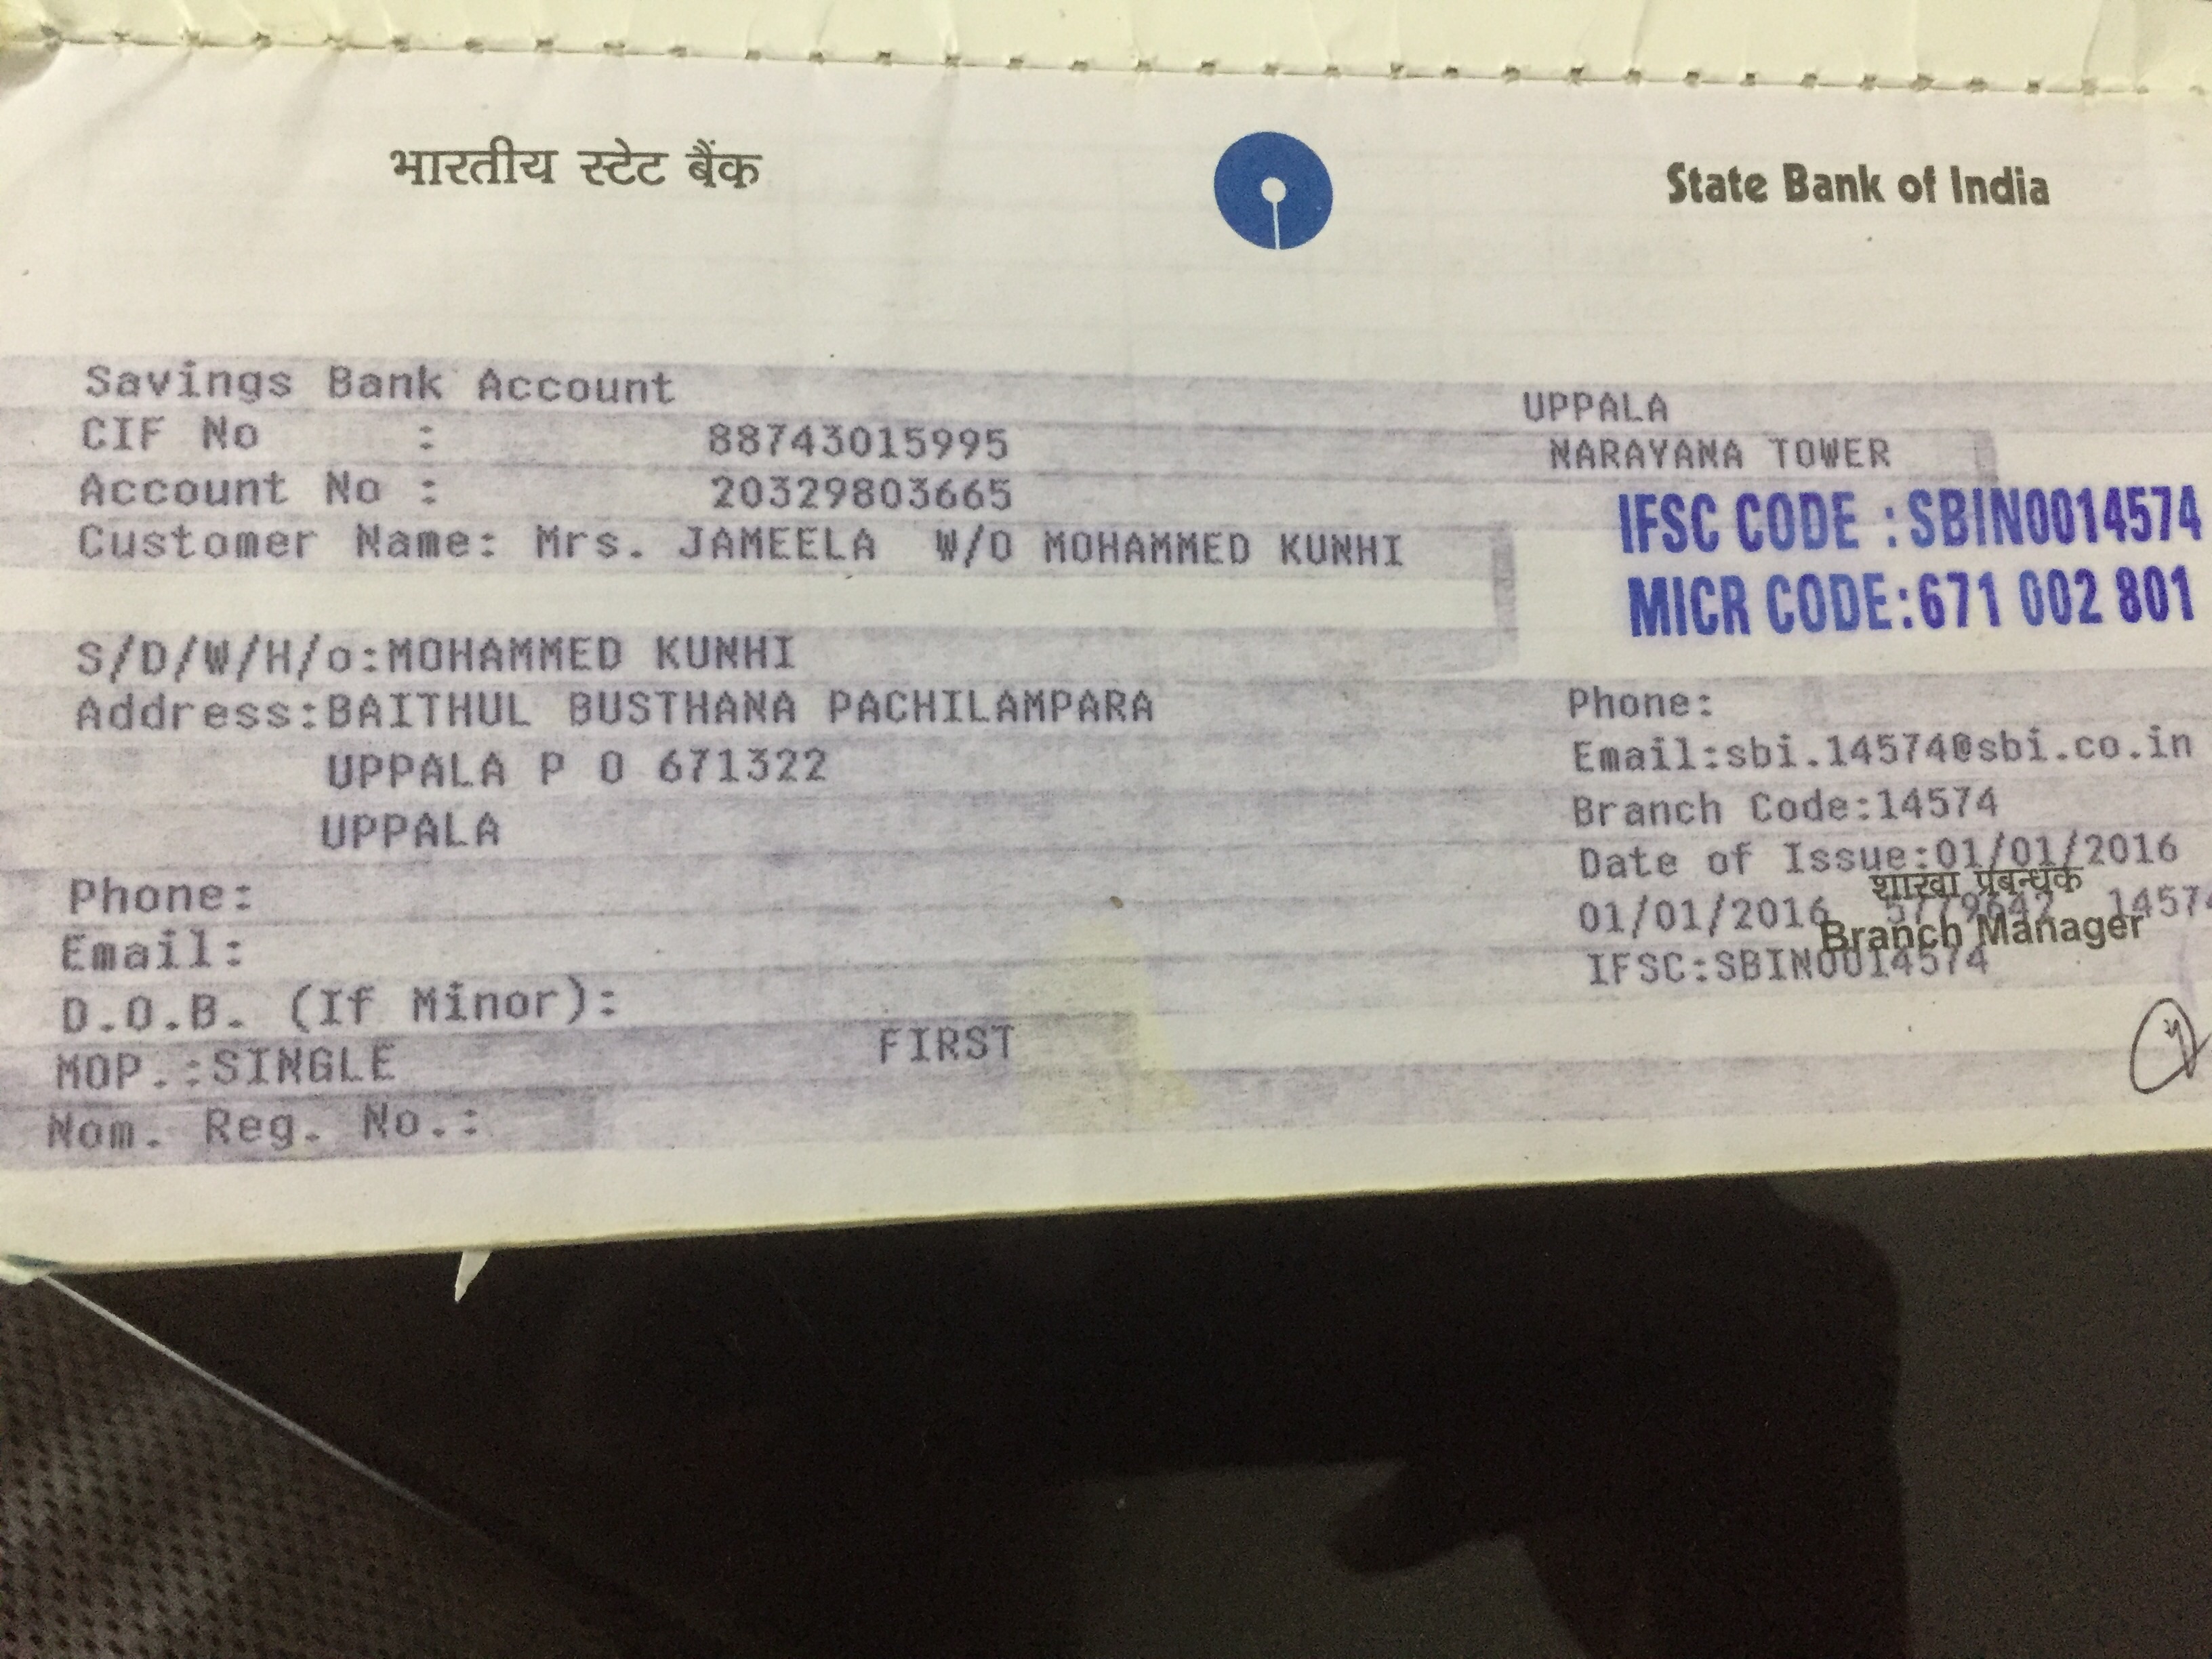 भारतीय स्टेट बैंक
State Bank of India
Savings Bank Account
UPPALA
CIF No : 88743015995
NARAYANA TOWER
Account No : 20329803665
Customer Name: Mrs. JAMEELA W/O MOHAMMED KUNHI
IFSC CODE : SBIN0014574
MICR CODE:671 002 801
S/D/W/H/o:MOHAMMED KUNHI
Address:BAITHUL BUSTHANA PACHILAMPARA
Phone:
UPPALA P O 671322
Email:sbi.14574@sbi.co.in
UPPALA
Branch Code:14574
Phone:
Date of Issue:01/01/2016
Email:
01/01/2016 14574
शाखा प्रबन्धक
Branch Manager
D.O.B. (If Minor):
IFSC:SBIN0014574
MOP.:SINGLE FIRST
Nom. Reg. No.: